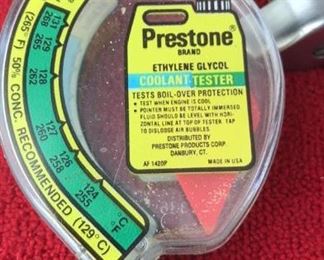 Prestone
BRAND
ETHYLENE GLYCOL
COOLANT TESTER
TESTS BOIL-OVER PROTECTION
• TEST WHEN ENGINE IS COOL
• POINTER MUST BE TOTALLY IMMERSED.
FLUID SHOULD BE LEVEL WITH HORI-
ZONTAL LINE AT TOP OF TESTER. TAP
TO DISLODGE AIR BUBBLES.
DISTRIBUTED BY
PRESTONE PRODUCTS CORP.
DANBURY, CT.
AF 1420P
MADE IN USA
(265 F) 50% CONC. RECOMMENDED (129°C)
131
268
129
265
128
262
127
260
126
258
124
255
°C
°F